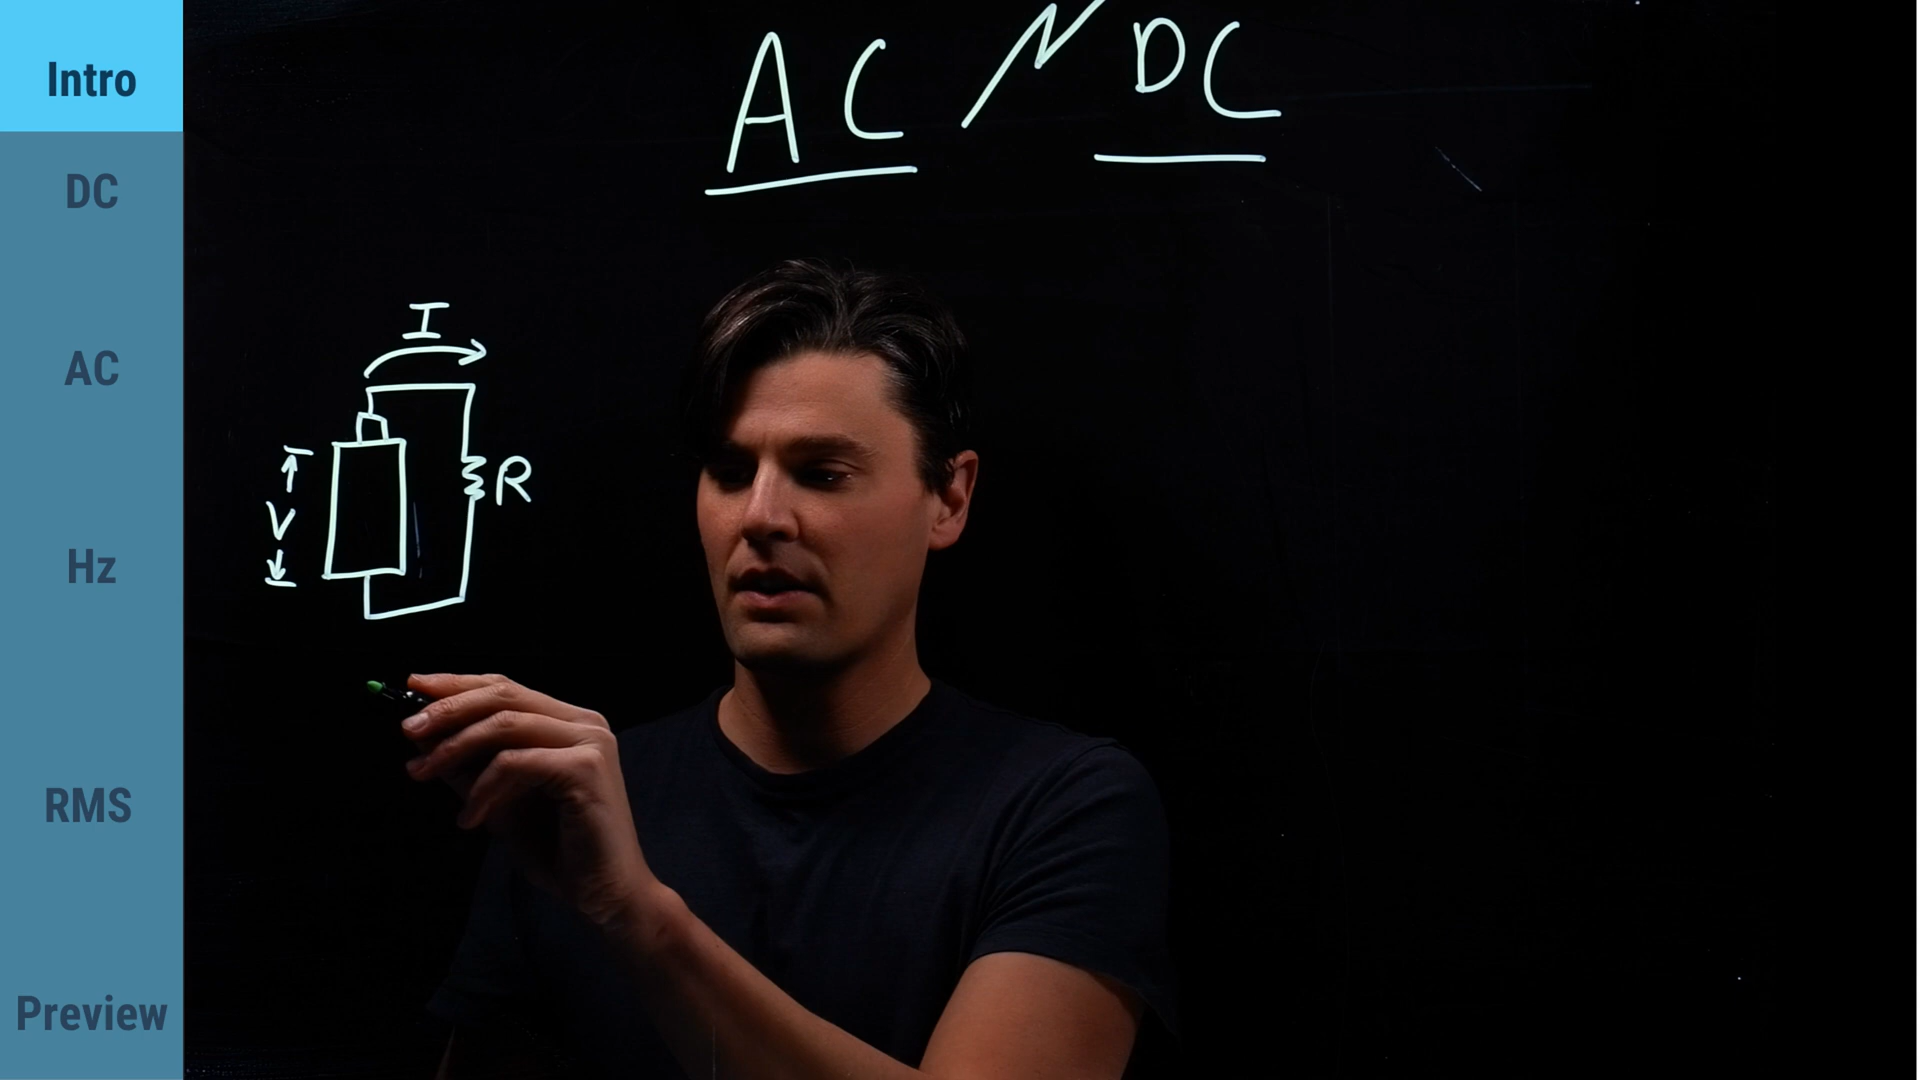 Intro
DC
AC
Hz
RMS
Preview
AC DC
I
V
R